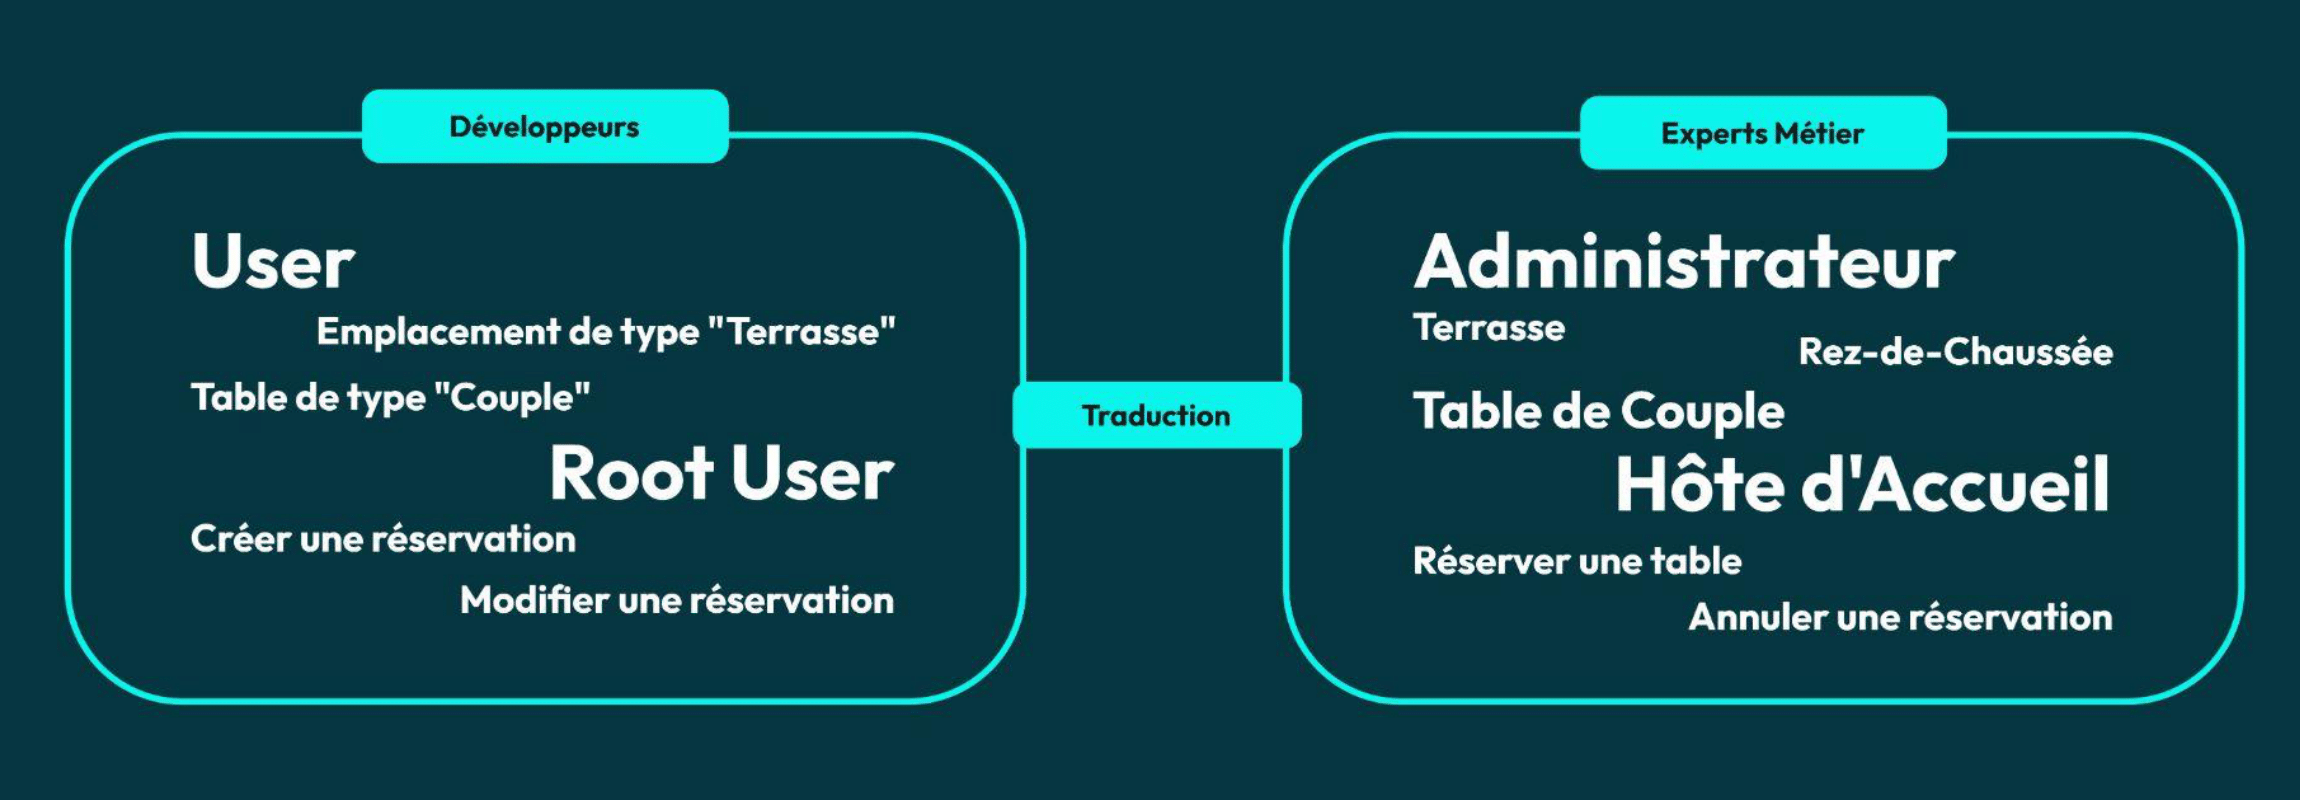 Développeurs
User
Emplacement de type "Terrasse"
Table de type "Couple"
Root User
Créer une réservation
Modifier une réservation
Traduction
Experts Métier
Administrateur
Terrasse
Rez-de-Chaussée
Table de Couple
Hôte d'Accueil
Réserver une table
Annuler une réservation